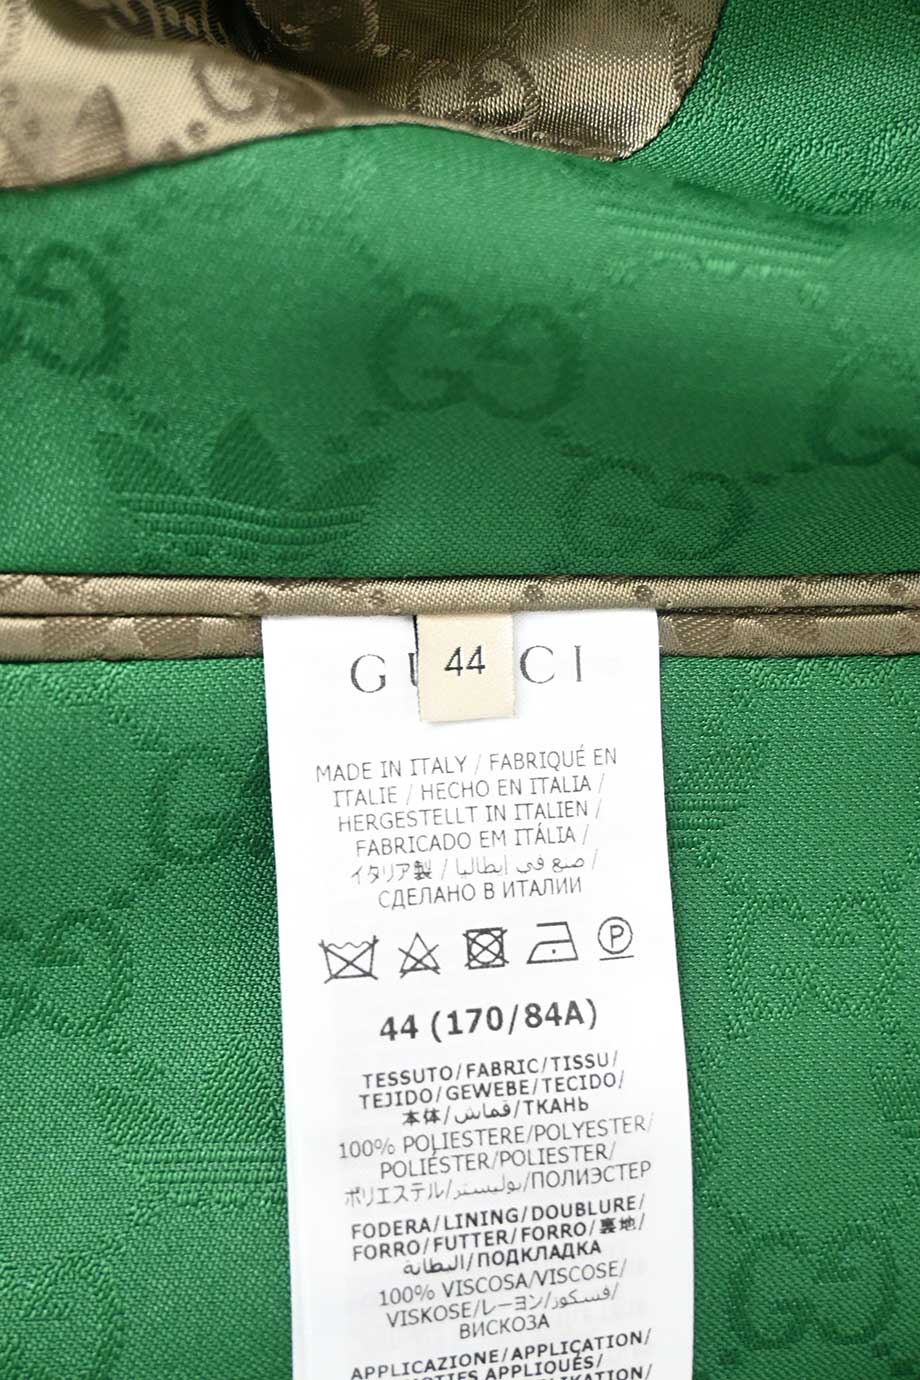 GUCCI
44
MADE IN ITALY / FABRIQUÉ EN
ITALIE / HECHO EN ITALIA /
HERGESTELLT IN ITALIEN /
FABRICADO EM ITÁLIA /
イタリア製 / صنع في إيطاليا /
СДЕЛАНО В ИТАЛИИ
P
44 (170/84A)
TESSUTO/FABRIC/TISSU/
TEJIDO/GEWEBE/TECIDO/
本体/قماش/ТКАНЬ
100% POLIESTERE/POLYESTER/
POLIÉSTER/POLIESTER/
ポリエステル/بوليستر/ПОЛИЭСТЕР
FODERA/LINING/DOUBLURE/
FORRO/FUTTER/FORRO/裏地/
البطانة/ПОДКЛАДКА
100% VISCOSA/VISCOSE/
VISKOSE/レーヨン/فسكوز/
ВИСКОЗА
APPLICAZIONE/APPLICATION/
APPLIQUÉS/